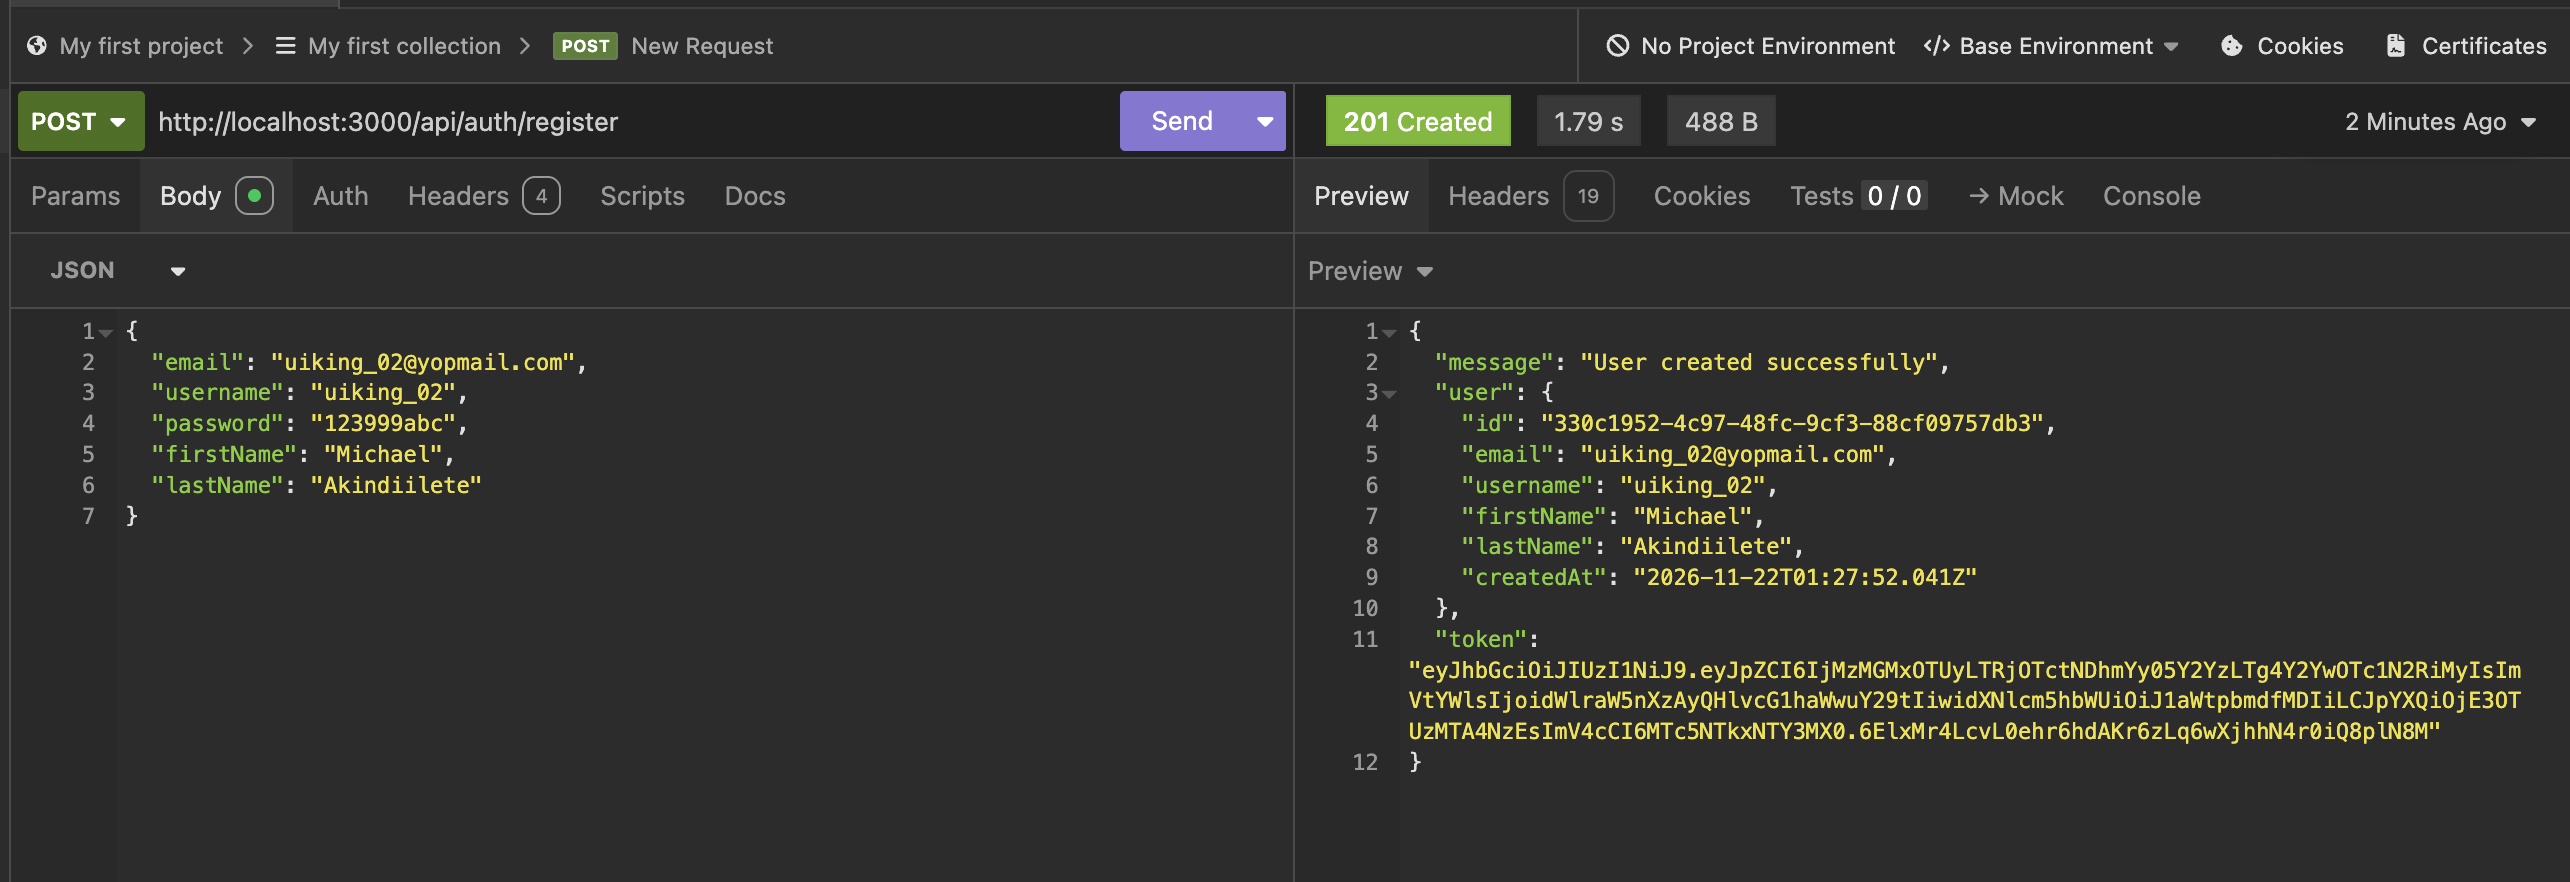 My first project > My first collection > POST New Request
No Project Environment </> Base Environment Cookies Certificates
POST http://localhost:3000/api/auth/register Send
201 Created 1.79 s 488 B 2 Minutes Ago
Params Body Auth Headers 4 Scripts Docs
Preview Headers 19 Cookies Tests 0 / 0 → Mock Console
JSON
Preview
1 {
2 "email": "uiking_02@yopmail.com",
3 "username": "uiking_02",
4 "password": "123999abc",
5 "firstName": "Michael",
6 "lastName": "Akindiilete"
7 }
1 {
2 "message": "User created successfully",
3 "user": {
4 "id": "330c1952-4c97-48fc-9cf3-88cf09757db3",
5 "email": "uiking_02@yopmail.com",
6 "username": "uiking_02",
7 "firstName": "Michael",
8 "lastName": "Akindiilete",
9 "createdAt": "2026-11-22T01:27:52.041Z"
10 },
11 "token":
"eyJhbGciOiJIUzI1NiJ9.eyJpZCI6IjMzMGMxOTUyLTRjOTctNDhmYy05Y2YzLTg4Y2YwOTc1N2RiMyIsIm
VtYWlsIjoidWlraW5nXzAyQHlvcG1haWwuY29tIiwidXNlcm5hbWUiOiJ1aWtpbmdfMDIiLCJpYXQiOjE3OT
UzMTA4NzEsImV4cCI6MTc5NTkxNTY3MX0.6ElxMr4LcvL0ehr6hdAKr6zLq6wXjhhN4r0iQ8plN8M"
12 }